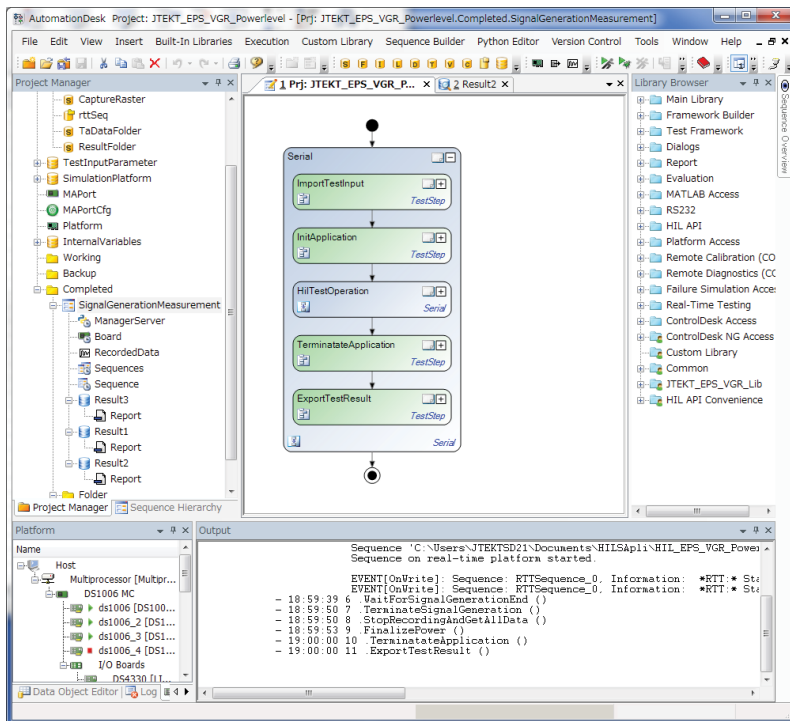 AutomationDesk Project: JTEKT_EPS_VGR_Powerlevel - [Prj: JTEKT_EPS_VGR_Powerlevel.Completed.SignalGenerationMeasurement]
File Edit View Insert Built-In Libraries Execution Custom Library Sequence Builder Python Editor Version Control Tools Window Help
Project Manager
CaptureRaster
rttSeq
TaDataFolder
ResultFolder
TestInputParameter
SimulationPlatform
MAPort
MAPortCfg
Platform
InternalVariables
Working
Backup
Completed
SignalGenerationMeasurement
ManagerServer
Board
RecordedData
Sequences
Sequence
Result3
Report
Result1
Report
Result2
Report
Folder
Project Manager Sequence Hierarchy
1 Prj: JTEKT_EPS_VGR_P... 2 Result2
Serial
ImportTestInput
TestStep
InitApplication
TestStep
HilTestOperation
Serial
TerminatateApplication
TestStep
ExportTestResult
TestStep
Serial
Library Browser
Main Library
Framework Builder
Test Framework
Dialogs
Report
Evaluation
MATLAB Access
RS232
HIL API
Platform Access
Remote Calibration (CO
Remote Diagnostics (CC
Failure Simulation Acce
Real-Time Testing
ControlDesk Access
ControlDesk NG Access
Custom Library
Common
JTEKT_EPS_VGR_Lib
HIL API Convenience
Sequence Overview
Platform
Name
Host
Multiprocessor [Multipr...
DS1006 MC
ds1006 [DS100...
ds1006_2 [DS1...
ds1006_3 [DS1...
ds1006_4 [DS1...
I/O Boards
DS4330 [LI...
Data Object Editor Log
Output
Sequence 'C:\Users\JTEKTSD21\Documents\HILSApli\HIL_EPS_VGR_Power
Sequence on real-time platform started.
EVENT[OnWrite]: Sequence: RTTSequence_0, Information: *RTT:* Sta
EVENT[OnWrite]: Sequence: RTTSequence_0, Information: *RTT:* Sta
- 18:59:39 6 .WaitForSignalGenerationEnd ()
- 18:59:50 7 .TerminateSignalGeneration ()
- 18:59:50 8 .StopRecordingAndGetAllData ()
- 18:59:53 9 .FinalizePower ()
- 19:00:00 10 .TerminatateApplication ()
- 19:00:00 11 .ExportTestResult ()